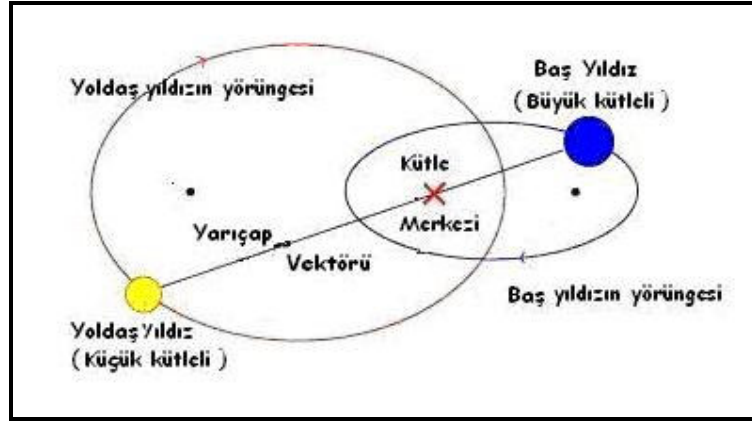 Yoldaş yıldızın yörüngesi
Baş Yıldız
(Büyük kütleli)
Kütle
Merkezi
Yarıçap
Vektörü
Baş yıldızın yörüngesi
Yoldaş Yıldız
(Küçük kütleli)